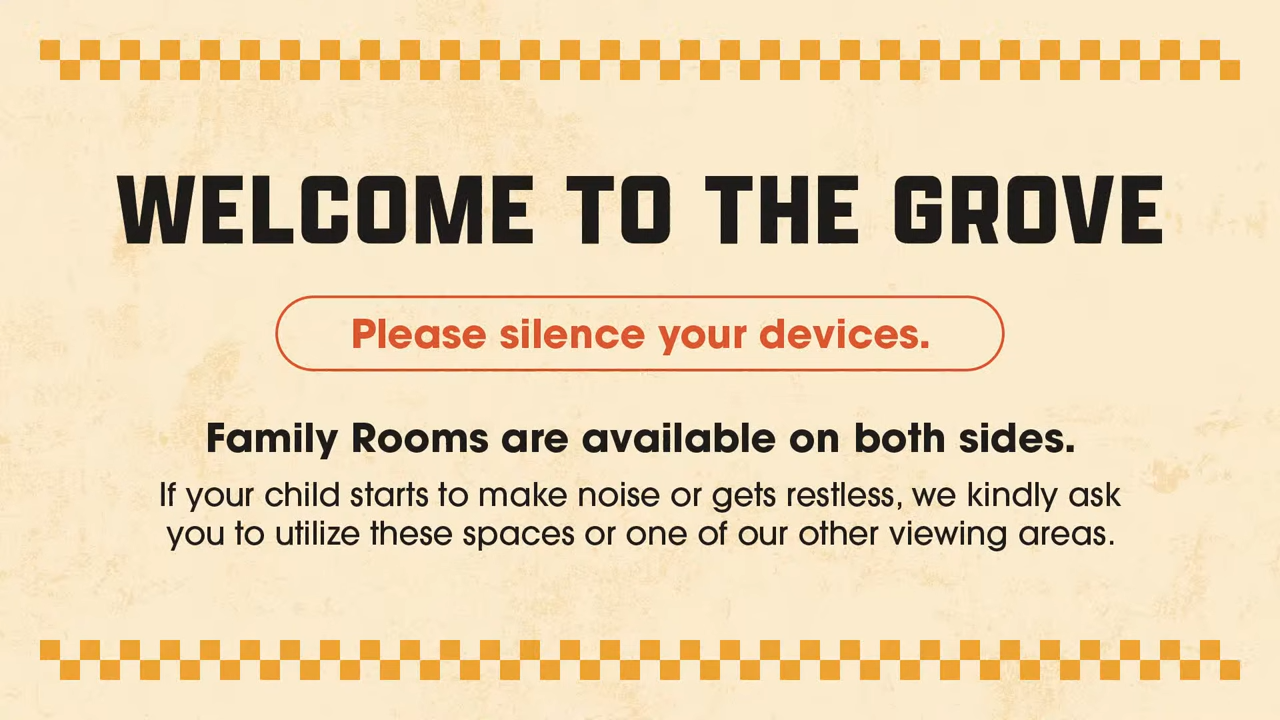 WELCOME TO THE GROVE
Please silence your devices.
Family Rooms are available on both sides.
If your child starts to make noise or gets restless, we kindly ask
you to utilize these spaces or one of our other viewing areas.